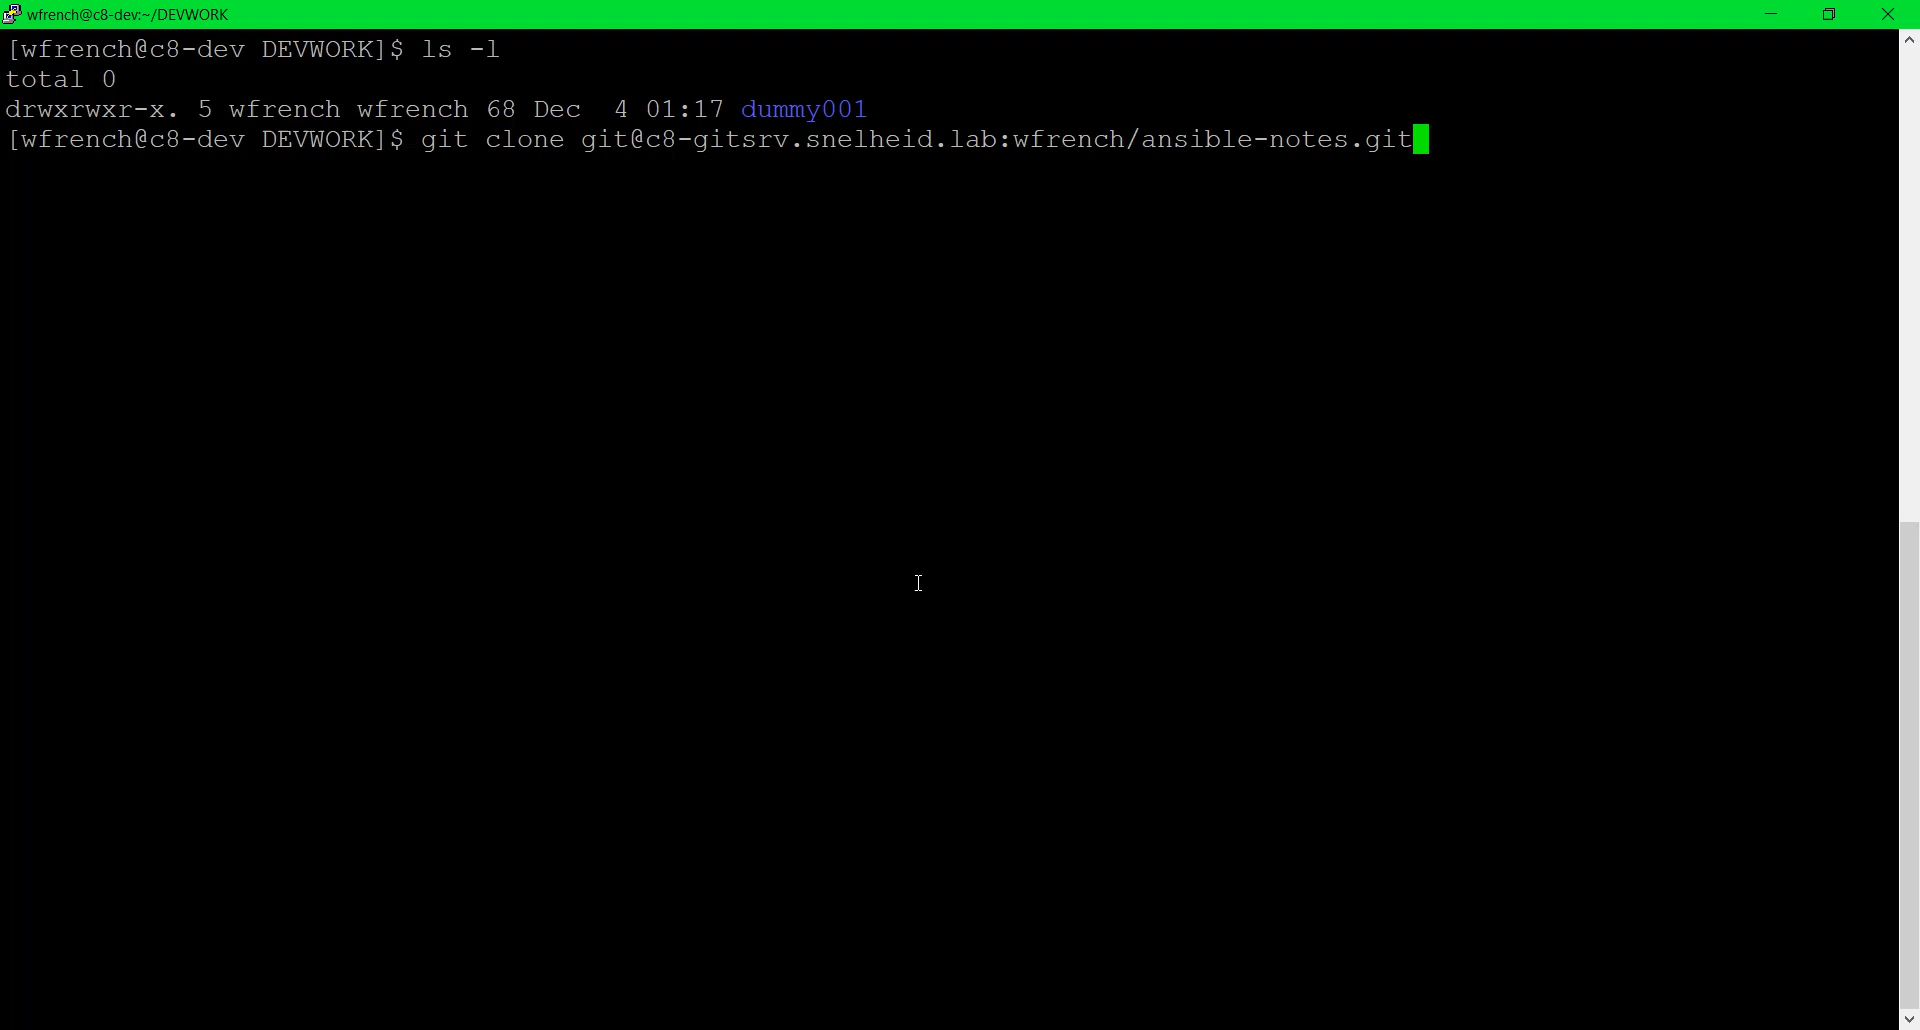 wfrench@c8-dev:~/DEVWORK
[wfrench@c8-dev DEVWORK]$ ls -l
total 0
drwxrwxr-x. 5 wfrench wfrench 68 Dec  4 01:17 dummy001
[wfrench@c8-dev DEVWORK]$ git clone git@c8-gitsrv.snelheid.lab:wfrench/ansible-notes.git